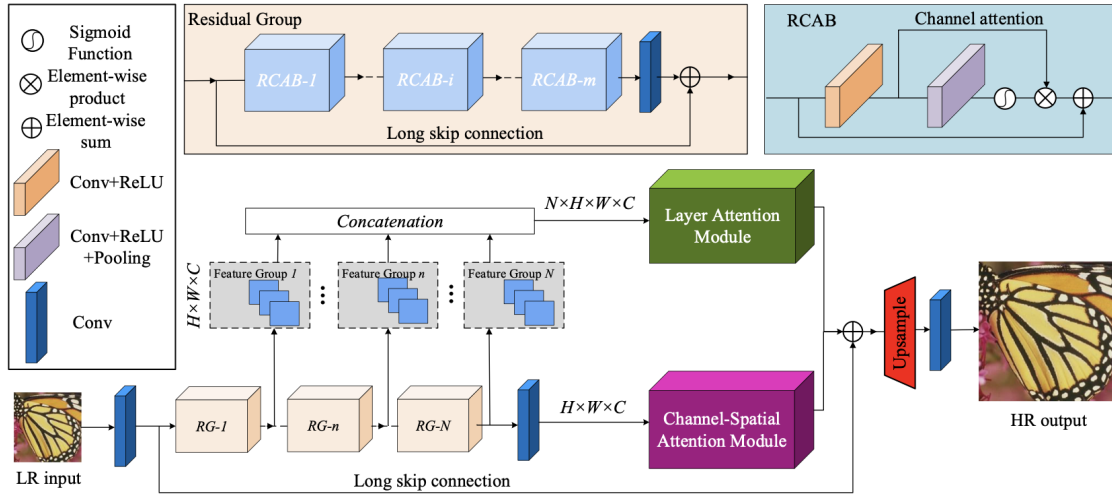 Sigmoid
Function
Element-wise
product
Element-wise
sum
Conv+ReLU
Conv+ReLU
+Pooling
Conv
Residual Group
RCAB-1
RCAB-i
RCAB-m
Long skip connection
RCAB
Channel attention
Concatenation
N×H×W×C
Layer Attention
Module
H×W×C
Feature Group 1
Feature Group n
Feature Group N
Upsample
HR output
LR input
RG-1
RG-n
RG-N
H×W×C
Channel-Spatial
Attention Module
Long skip connection